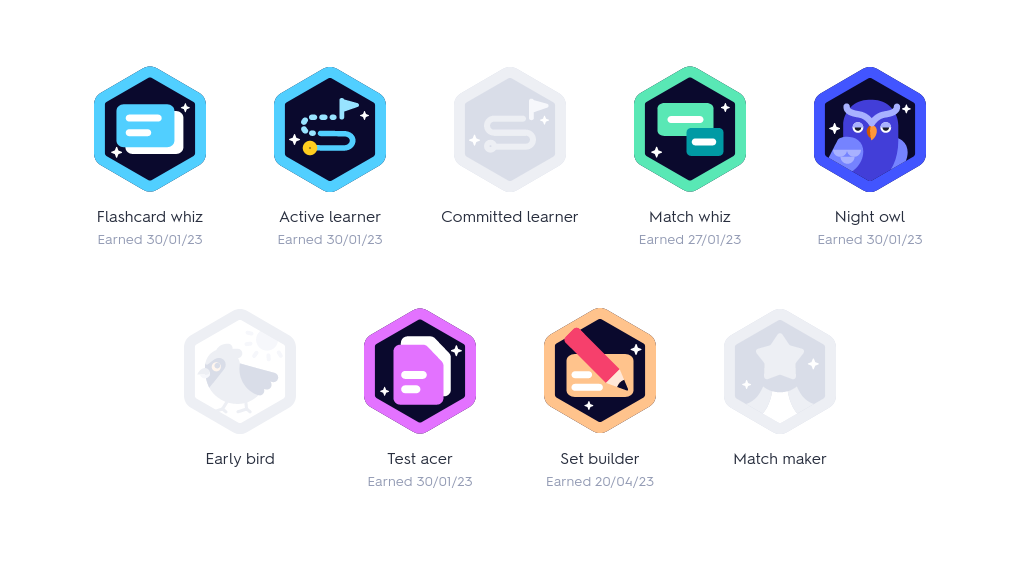 Flashcard whiz
Earned 30/01/23
Active learner
Earned 30/01/23
Committed learner
Match whiz
Earned 27/01/23
Night owl
Earned 30/01/23
Early bird
Test acer
Earned 30/01/23
Set builder
Earned 20/04/23
Match maker